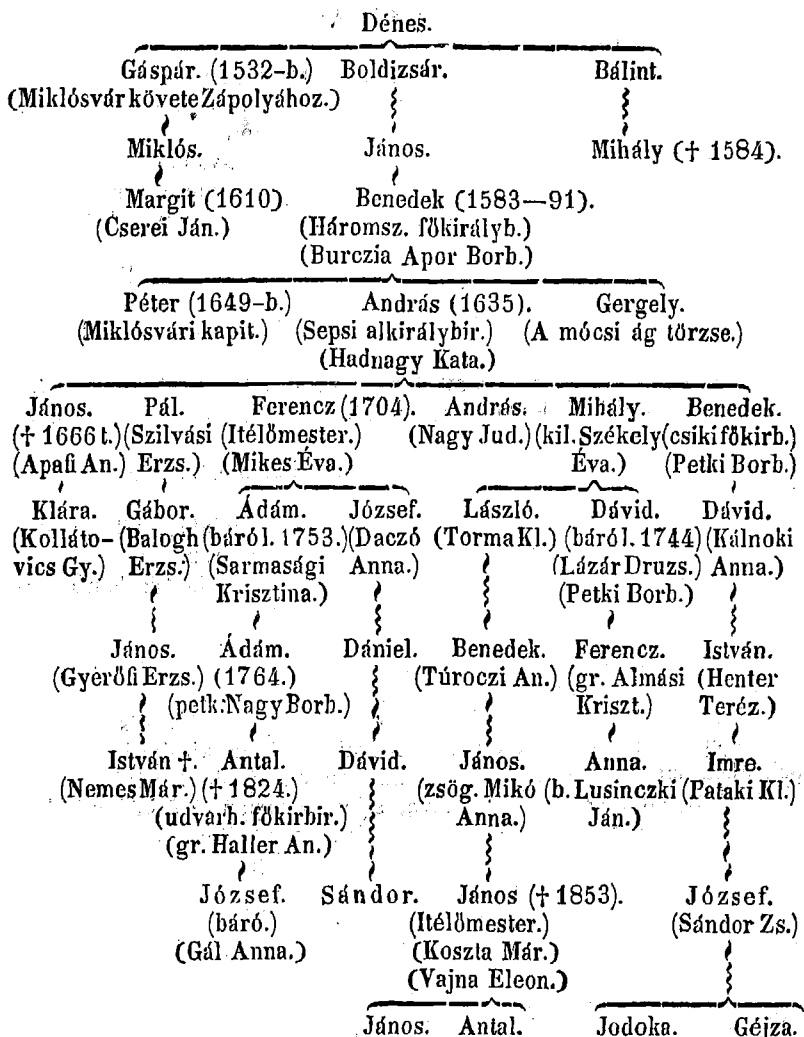 Dénes.
Gáspár. (1532-b.) Boldizsár. Bálint.
(Miklósvár követe Zápolyához.)
Miklós. János. Mihály († 1584).
Margit (1610) Benedek (1583—91).
(Cserei Ján.) (Háromsz. főkirályb.)
(Burczia Apor Borb.)
Péter (1649-b.) András (1635). Gergely.
(Miklósvári kapit.) (Sepsi alkirálybir.) (A mócsi ág törzse.)
(Hadnagy Kata.)
János. Pál. Ferencz (1704). András. Mihály. Benedek.
(† 1666 t.) (Szilvási (Itélőmester.) (Nagy Jud.) (kil. Székely (csiki főkirb.)
(Apafi An.) Erzs.) (Mikes Éva.) Éva.) (Petki Borb.)
Klára. Gábor. Ádám. József. László. Dávid. Dávid.
(Kolláto- (Balogh (báró l. 1753.) (Daczó (Torma Kl.) (báró l. 1744) (Kálnoki
vics Gy.) Erzs.) (Sarmasági Anna.) (Lázár Druzs.) Anna.)
Krisztina.) (Petki Borb.)
János. Ádám. Dániel. Benedek. Ferencz. István.
(Gyerőfi Erzs.) (1764.) (Túroczi An.) (gr. Almási (Henter
(petk. Nagy Borb.) Kriszt.) Teréz.)
István †. Antal. Dávid. János. Anna. Imre.
(Nemes Már.) († 1824.) (zsög. Mikó (b. Lusinczki (Pataki Kl.)
(udvarh. főkirbir.) Anna.) Ján.)
(gr. Haller An.)
József. Sándor. János († 1853). József.
(báró.) (Itélőmester.) (Sándor Zs.)
(Gál Anna.) (Koszta Már.)
(Vajna Eleon.)
János. Antal. Jodoka. Géjza.